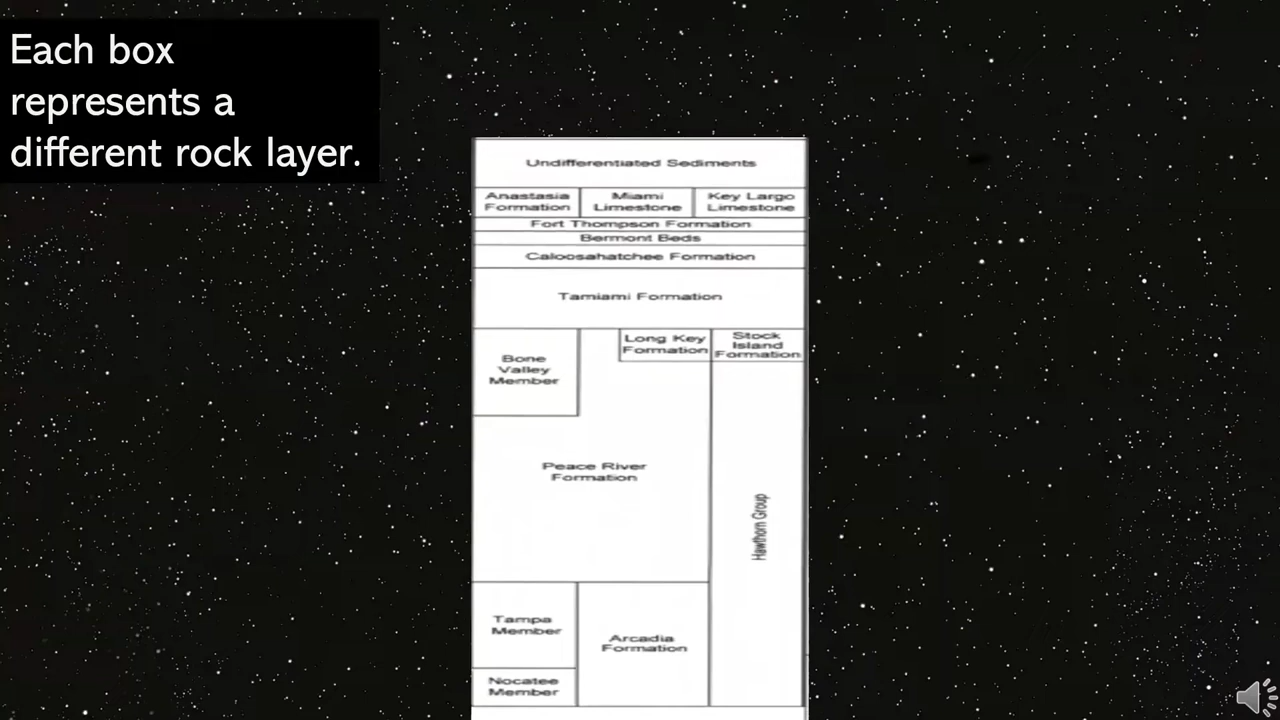 Each box
represents a
different rock layer.
Undifferentiated Sediments
Anastasia
Formation
Miami
Limestone
Key Largo
Limestone
Fort Thompson Formation
Bermont Beds
Caloosahatchee Formation
Tamiami Formation
Bone
Valley
Member
Long Key
Formation
Stock
Island
Formation
Peace River
Formation
Hawthorn Group
Tampa
Member
Arcadia
Formation
Nocatee
Member